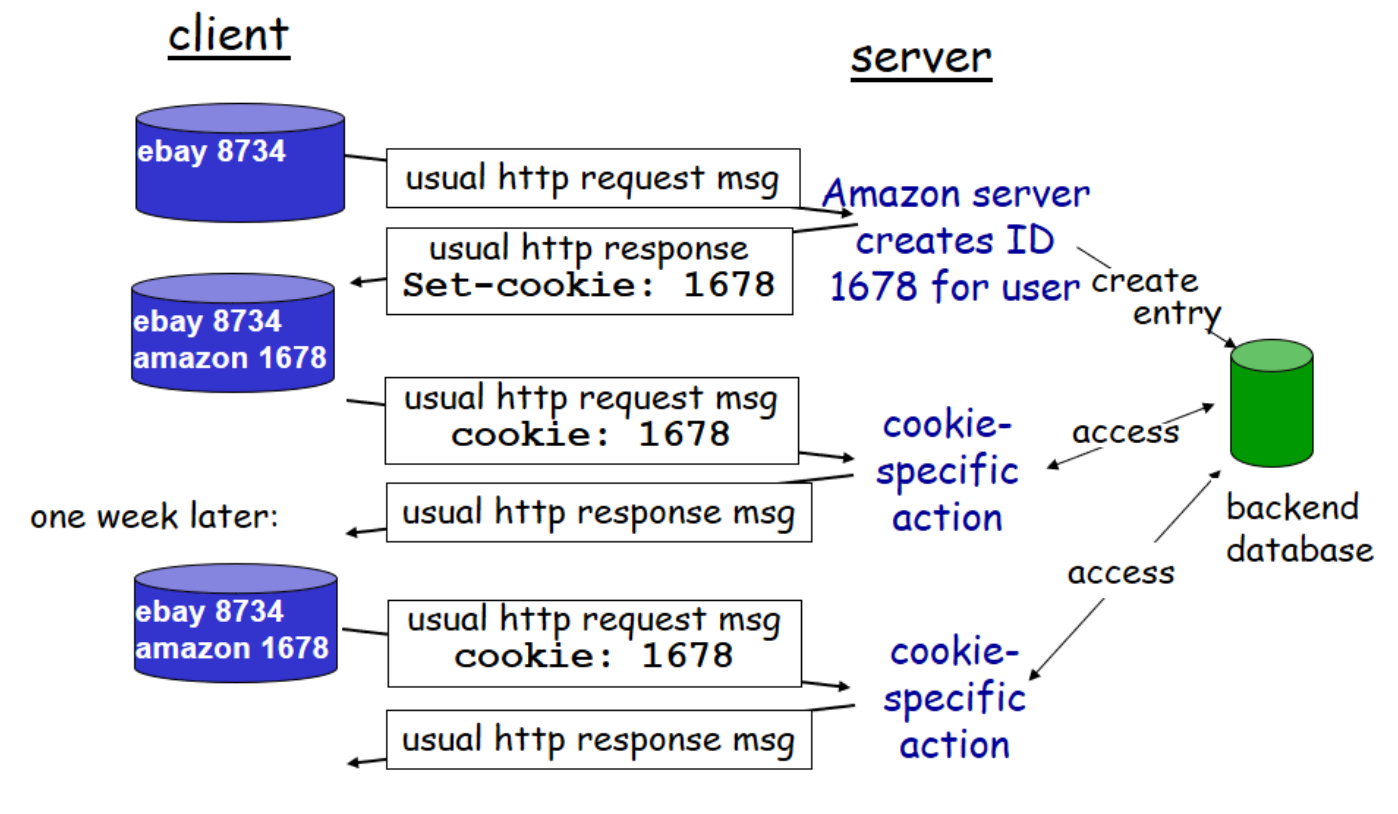 client
server
ebay 8734
usual http request msg
Amazon server
creates ID
1678 for user
usual http response
Set-cookie: 1678
create
entry
ebay 8734
amazon 1678
usual http request msg
cookie: 1678
cookie-
specific
action
access
usual http response msg
one week later:
backend
database
access
ebay 8734
amazon 1678
usual http request msg
cookie: 1678
cookie-
specific
action
usual http response msg